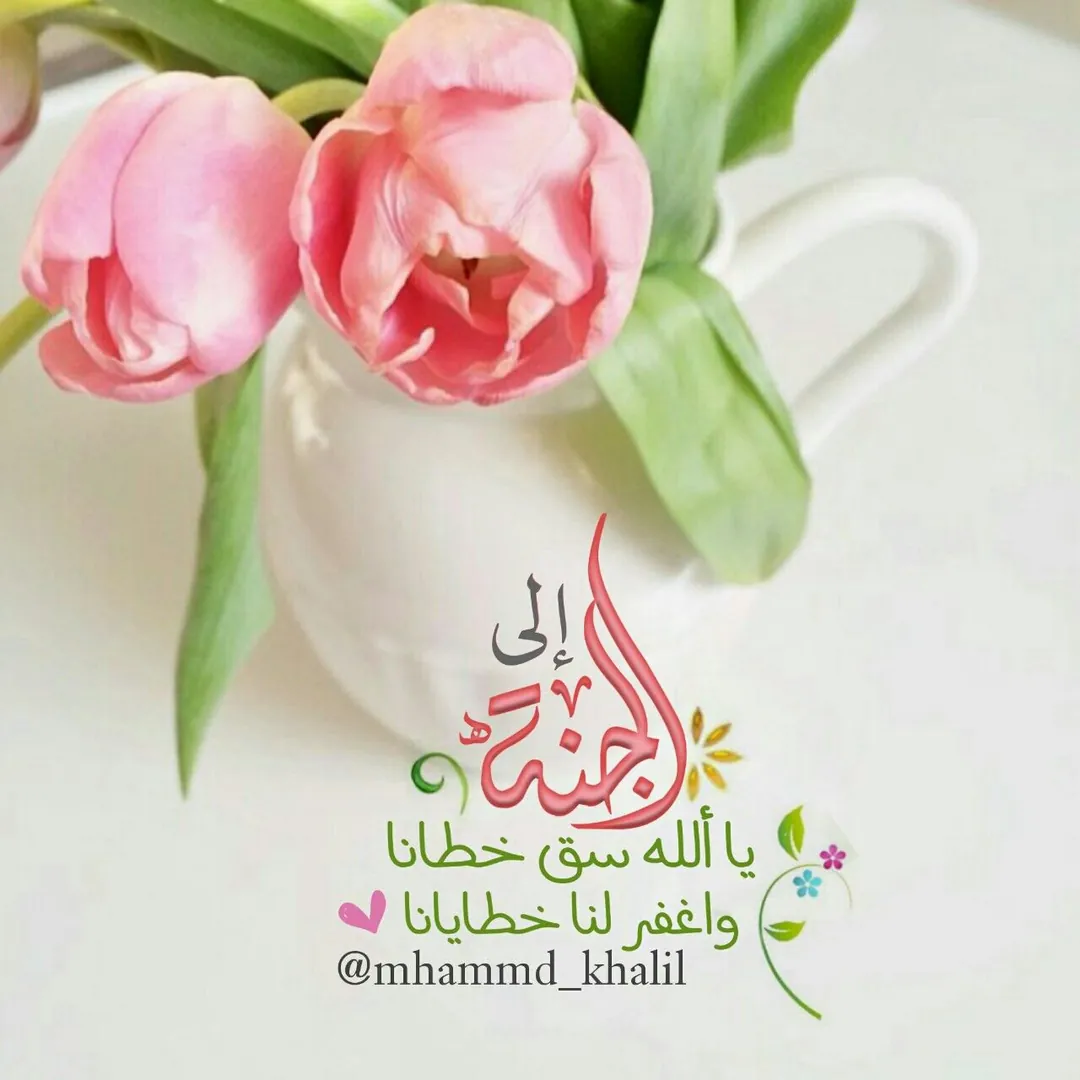 إلى
الجنة
يا ألله سق خطانا
واغفر لنا خطايانا
@mhammd_khalil